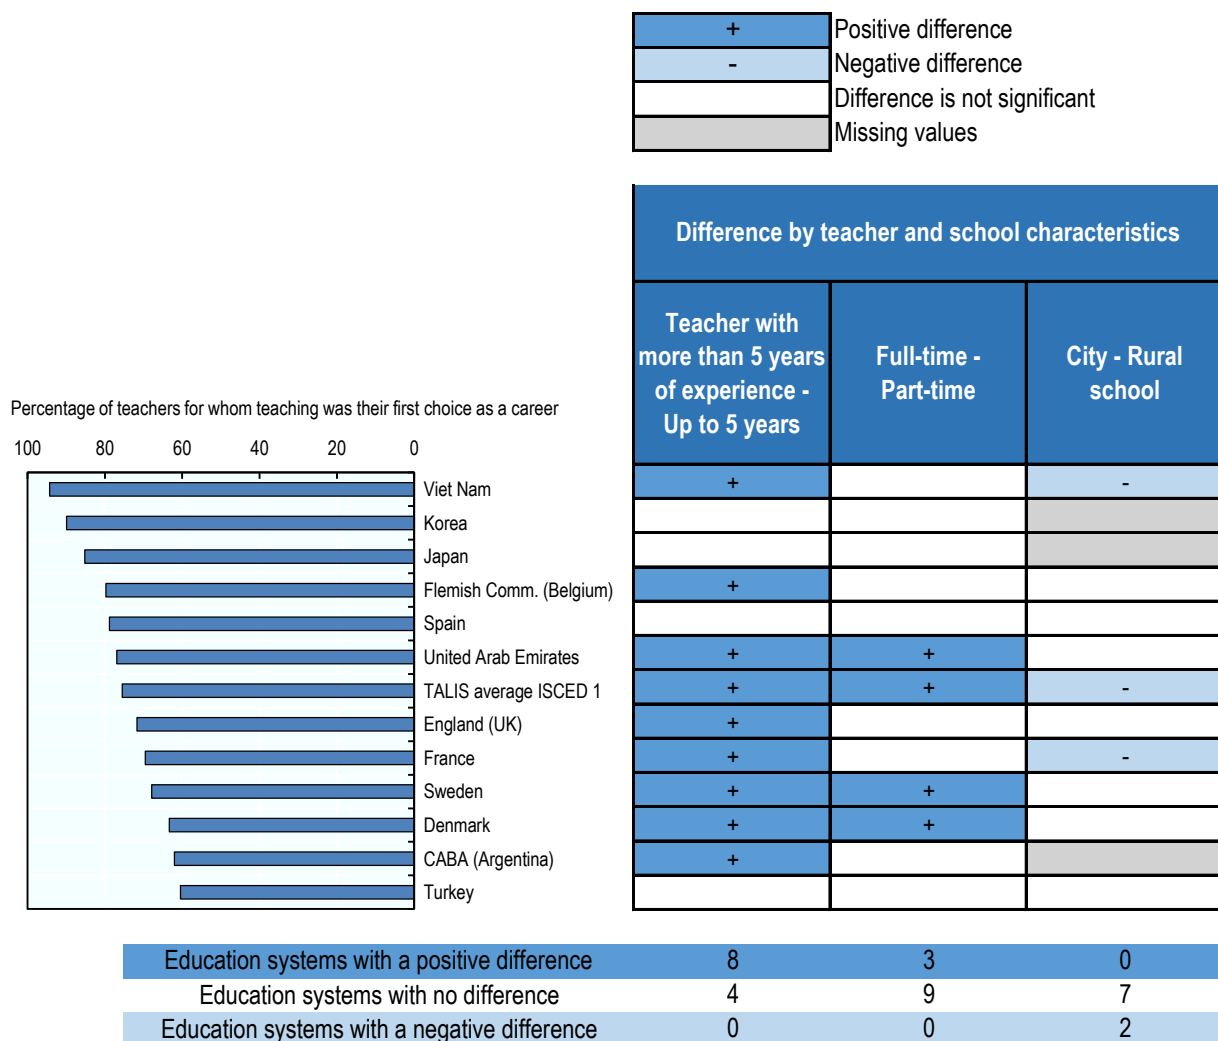 + Positive difference
- Negative difference
Difference is not significant
Missing values
Difference by teacher and school characteristics
Teacher with
more than 5 years
of experience -
Up to 5 years
Full-time -
Part-time
City - Rural
school
Percentage of teachers for whom teaching was their first choice as a career
100 80 60 40 20 0
Viet Nam + -
Korea
Japan
Flemish Comm. (Belgium) +
Spain
United Arab Emirates + +
TALIS average ISCED 1 + + -
England (UK) +
France + -
Sweden + +
Denmark + +
CABA (Argentina) +
Turkey
Education systems with a positive difference 8 3 0
Education systems with no difference 4 9 7
Education systems with a negative difference 0 0 2